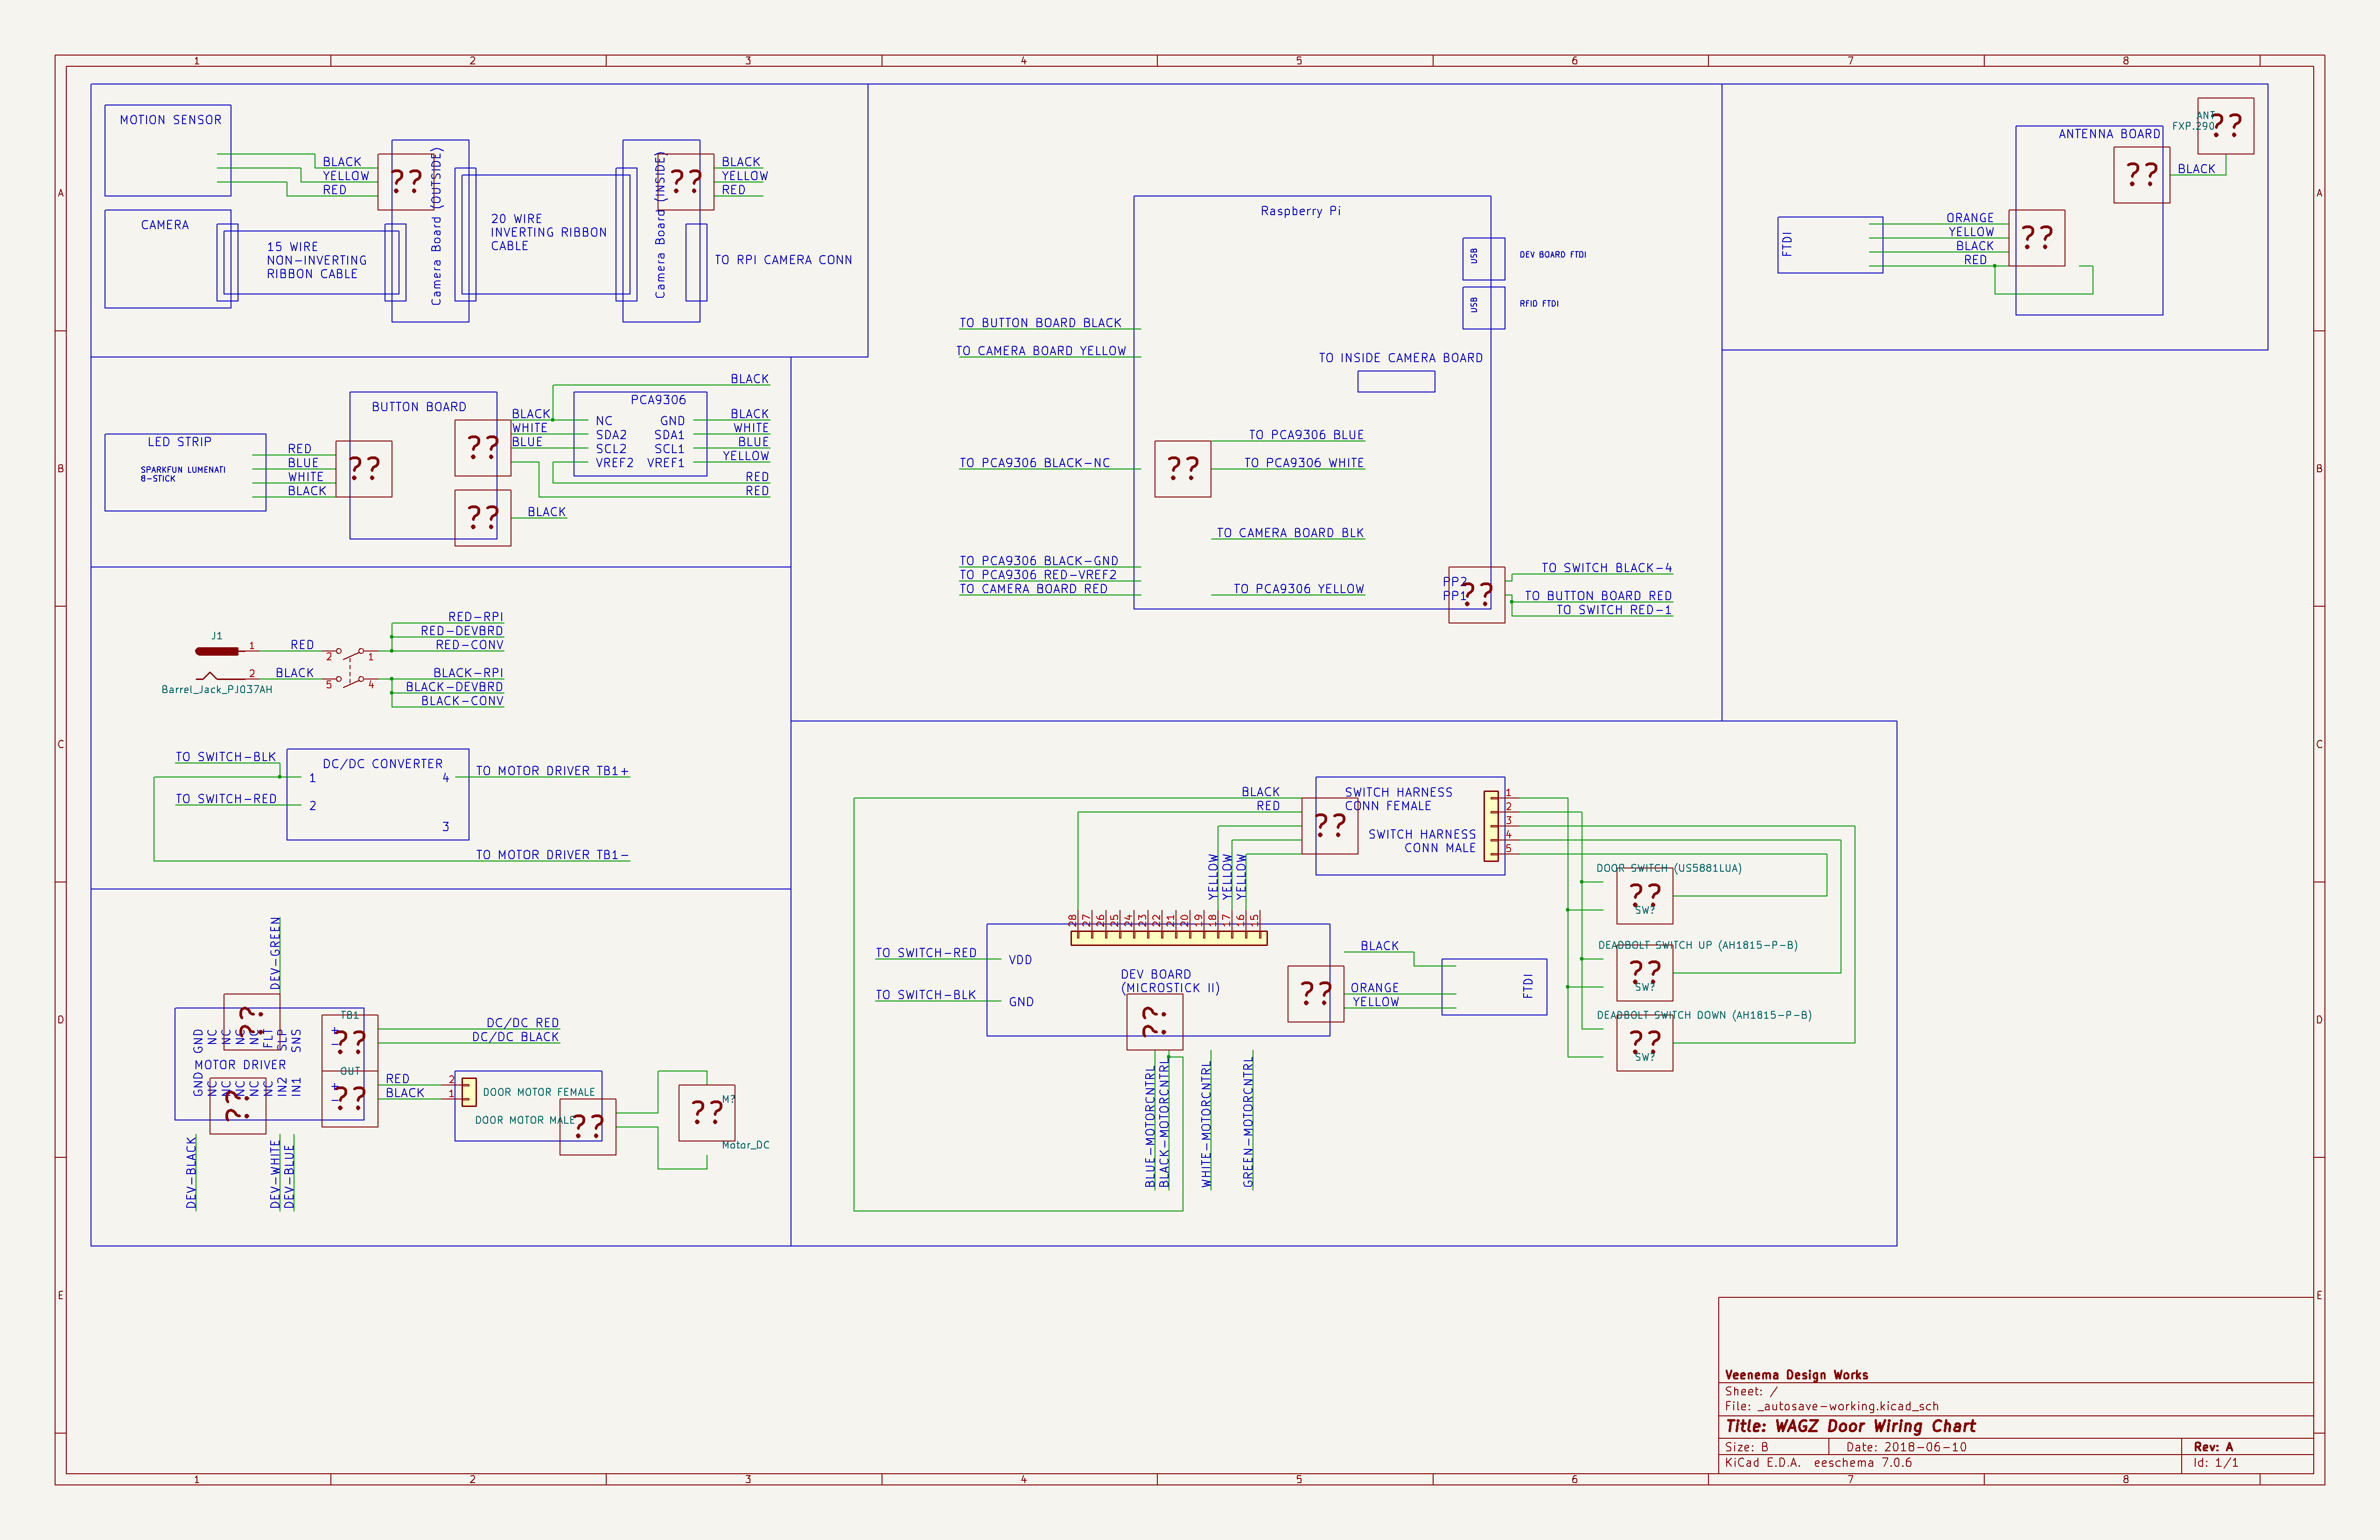 1 2 3 4 5 6 7 8
A
B
C
D
E
MOTION SENSOR
BLACK
YELLOW
RED
??
Camera Board (OUTSIDE)
CAMERA
15 WIRE
NON-INVERTING
RIBBON CABLE
20 WIRE
INVERTING RIBBON
CABLE
Camera Board (INSIDE)
??
BLACK
YELLOW
RED
TO RPI CAMERA CONN
LED STRIP
SPARKFUN LUMENATI
8-STICK
RED
BLUE
WHITE
BLACK
??
BUTTON BOARD
??
??
BLACK
WHITE
BLUE
BLACK
PCA9306
NC GND
SDA2 SDA1
SCL2 SCL1
VREF2 VREF1
BLACK
BLACK
WHITE
BLUE
YELLOW
RED
RED
J1
1
2
Barrel_Jack_PJ037AH
RED
BLACK
2 1
5 4
RED-RPI
RED-DEVBRD
RED-CONV
BLACK-RPI
BLACK-DEVBRD
BLACK-CONV
TO SWITCH-BLK
TO SWITCH-RED
DC/DC CONVERTER
1 4
2
3
TO MOTOR DRIVER TB1+
TO MOTOR DRIVER TB1-
DEV-GREEN
??
GND
NC
NC
NC
NC
FLT
SLP
SNS
MOTOR DRIVER
GND
NC
NC
NC
NC
NC
IN2
IN1
??
TB1
+
-
??
OUT
+
-
??
DC/DC RED
DC/DC BLACK
RED
BLACK
2
1
DOOR MOTOR FEMALE
DOOR MOTOR MALE
??
??
M?
Motor_DC
DEV-BLACK
DEV-WHITE
DEV-BLUE
Raspberry Pi
USB
DEV BOARD FTDI
USB
RFID FTDI
TO BUTTON BOARD BLACK
TO CAMERA BOARD YELLOW
TO INSIDE CAMERA BOARD
TO PCA9306 BLUE
TO PCA9306 BLACK-NC
TO PCA9306 WHITE
??
TO CAMERA BOARD BLK
TO PCA9306 BLACK-GND
TO PCA9306 RED-VREF2
TO CAMERA BOARD RED
TO PCA9306 YELLOW
PP2
PP1
??
TO SWITCH BLACK-4
TO BUTTON BOARD RED
TO SWITCH RED-1
ANTENNA BOARD
ANT
FXP.290
??
??
BLACK
FTDI
ORANGE
YELLOW
BLACK
RED
??
BLACK
RED
??
SWITCH HARNESS
CONN FEMALE
SWITCH HARNESS
CONN MALE
1
2
3
4
5
YELLOW
YELLOW
YELLOW
28 27 26 25 24 23 22 21 20 19 18 17 16 15
TO SWITCH-RED
VDD
TO SWITCH-BLK
GND
DEV BOARD
(MICROSTICK II)
??
??
BLACK
ORANGE
YELLOW
FTDI
BLUE-MOTORCNTRL
BLACK-MOTORCNTRL
WHITE-MOTORCNTRL
GREEN-MOTORCNTRL
DOOR SWITCH (US5881LUA)
??
SW?
DEADBOLT SWITCH UP (AH1815-P-B)
??
SW?
DEADBOLT SWITCH DOWN (AH1815-P-B)
??
SW?
Veenema Design Works
Sheet: /
File: _autosave-working.kicad_sch
Title: WAGZ Door Wiring Chart
Size: B Date: 2018-06-10 Rev: A
KiCad E.D.A. eeschema 7.0.6 Id: 1/1
A
B
C
D
E
1 2 3 4 5 6 7 8